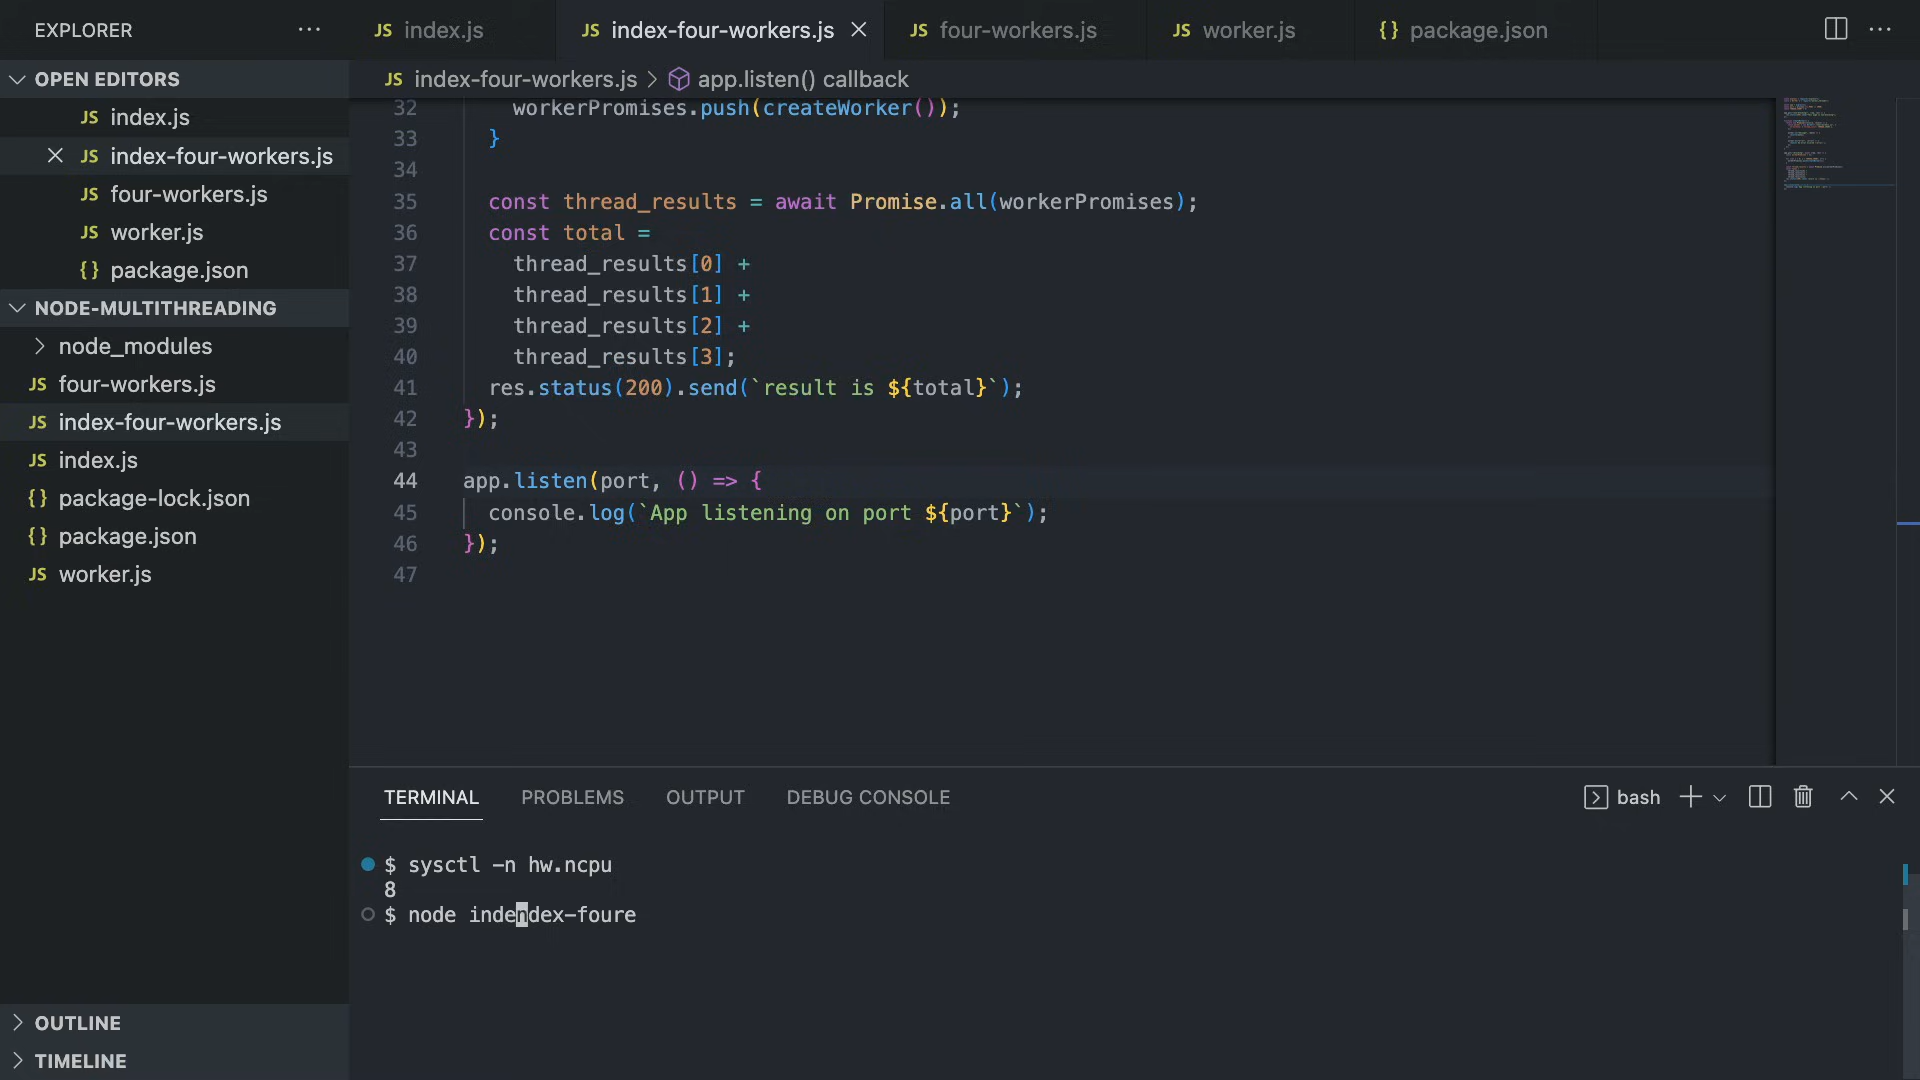 EXPLORER
OPEN EDITORS
JS index.js
JS index-four-workers.js
JS four-workers.js
JS worker.js
{} package.json
NODE-MULTITHREADING
node_modules
JS four-workers.js
JS index-four-workers.js
JS index.js
{} package-lock.json
{} package.json
JS worker.js
OUTLINE
TIMELINE
JS index.js JS index-four-workers.js JS four-workers.js JS worker.js {} package.json
JS index-four-workers.js > app.listen() callback
32 workerPromises.push(createWorker());
33 }
34
35 const thread_results = await Promise.all(workerPromises);
36 const total =
37 thread_results[0] +
38 thread_results[1] +
39 thread_results[2] +
40 thread_results[3];
41 res.status(200).send(`result is ${total}`);
42 });
43
44 app.listen(port, () => {
45 console.log(`App listening on port ${port}`);
46 });
47
TERMINAL PROBLEMS OUTPUT DEBUG CONSOLE bash
$ sysctl -n hw.ncpu
8
$ node indendex-foure